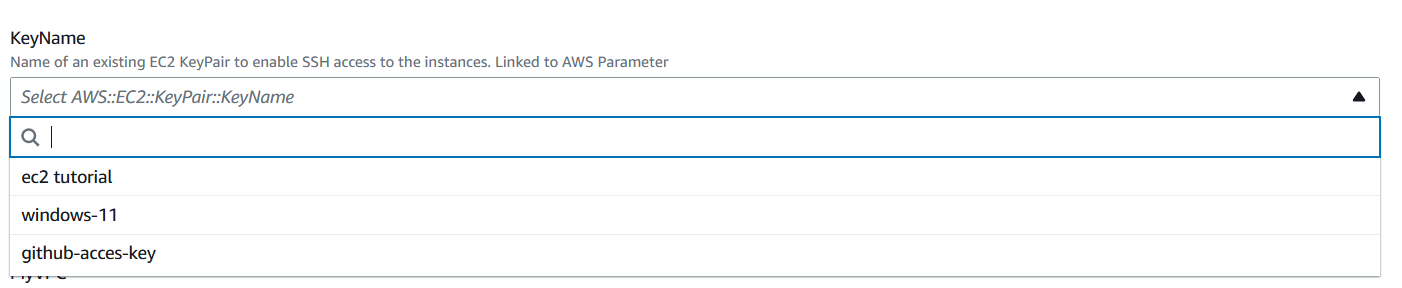 KeyName
Name of an existing EC2 KeyPair to enable SSH access to the instances. Linked to AWS Parameter
Select AWS::EC2::KeyPair::KeyName
ec2 tutorial
windows-11
github-acces-key